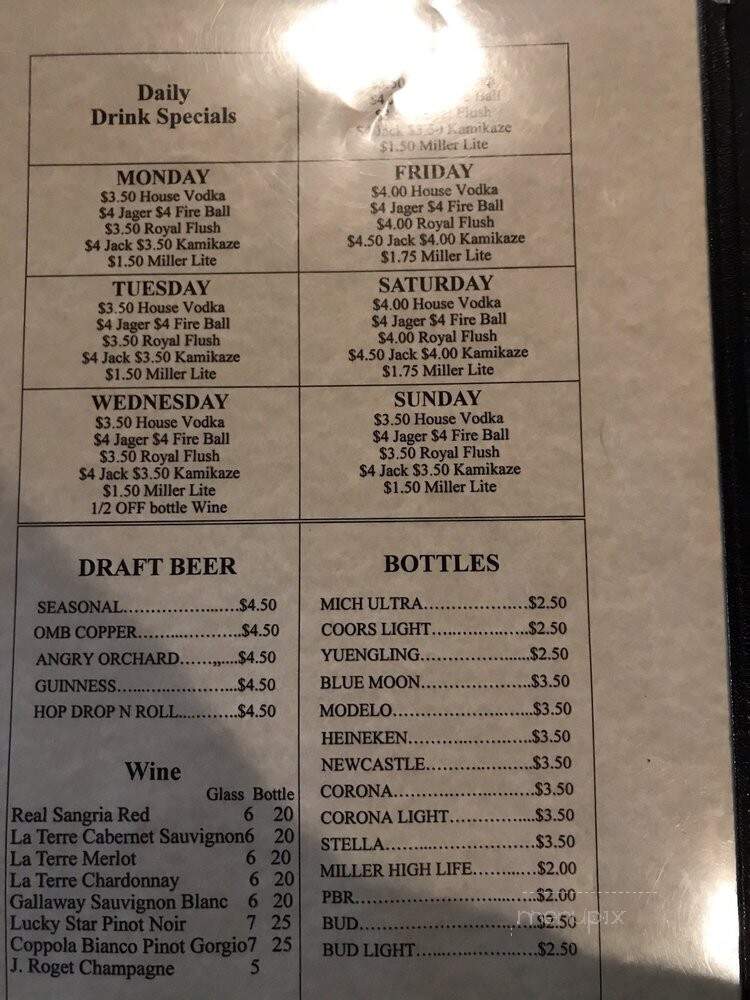 Daily
Drink Specials
Kamikaze
$1.50 Miller Lite
MONDAY
$3.50 House Vodka
$4 Jager $4 Fire Ball
$3.50 Royal Flush
$4 Jack $3.50 Kamikaze
$1.50 Miller Lite
FRIDAY
$4.00 House Vodka
$4 Jager $4 Fire Ball
$4.00 Royal Flush
$4.50 Jack $4.00 Kamikaze
$1.75 Miller Lite
TUESDAY
$3.50 House Vodka
$4 Jager $4 Fire Ball
$3.50 Royal Flush
$4 Jack $3.50 Kamikaze
$1.50 Miller Lite
SATURDAY
$4.00 House Vodka
$4 Jager $4 Fire Ball
$4.00 Royal Flush
$4.50 Jack $4.00 Kamikaze
$1.75 Miller Lite
WEDNESDAY
$3.50 House Vodka
$4 Jager $4 Fire Ball
$3.50 Royal Flush
$4 Jack $3.50 Kamikaze
$1.50 Miller Lite
1/2 OFF bottle Wine
SUNDAY
$3.50 House Vodka
$4 Jager $4 Fire Ball
$3.50 Royal Flush
$4 Jack $3.50 Kamikaze
$1.50 Miller Lite
DRAFT BEER
SEASONAL.....................$4.50
OMB COPPER...................$4.50
ANGRY ORCHARD......,,....$4.50
GUINNESS......................$4.50
HOP DROP N ROLL...........$4.50
Wine
Glass Bottle
Real Sangria Red 6 20
La Terre Cabernet Sauvignon6 20
La Terre Merlot 6 20
La Terre Chardonnay 6 20
Gallaway Sauvignon Blanc 6 20
Lucky Star Pinot Noir 7 25
Coppola Bianco Pinot Gorgio7 25
J. Roget Champagne 5
BOTTLES
MICH ULTRA...................$2.50
COORS LIGHT..................$2.50
YUENGLING....................$2.50
BLUE MOON....................$3.50
MODELO.........................$3.50
HEINEKEN......................$3.50
NEWCASTLE...................$3.50
CORONA.........................$3.50
CORONA LIGHT...............$3.50
STELLA...........................$3.50
MILLER HIGH LIFE..........$2.00
PBR................................$2.00
BUD................................$2.50
BUD LIGHT.....................$2.50
menupix